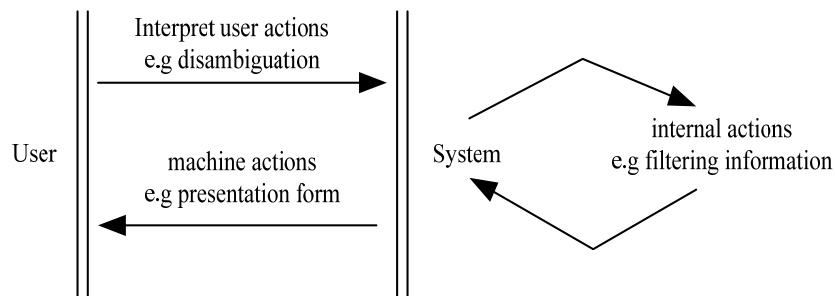 Interpret user actions
e.g disambiguation
User
machine actions
e.g presentation form
System
internal actions
e.g filtering information